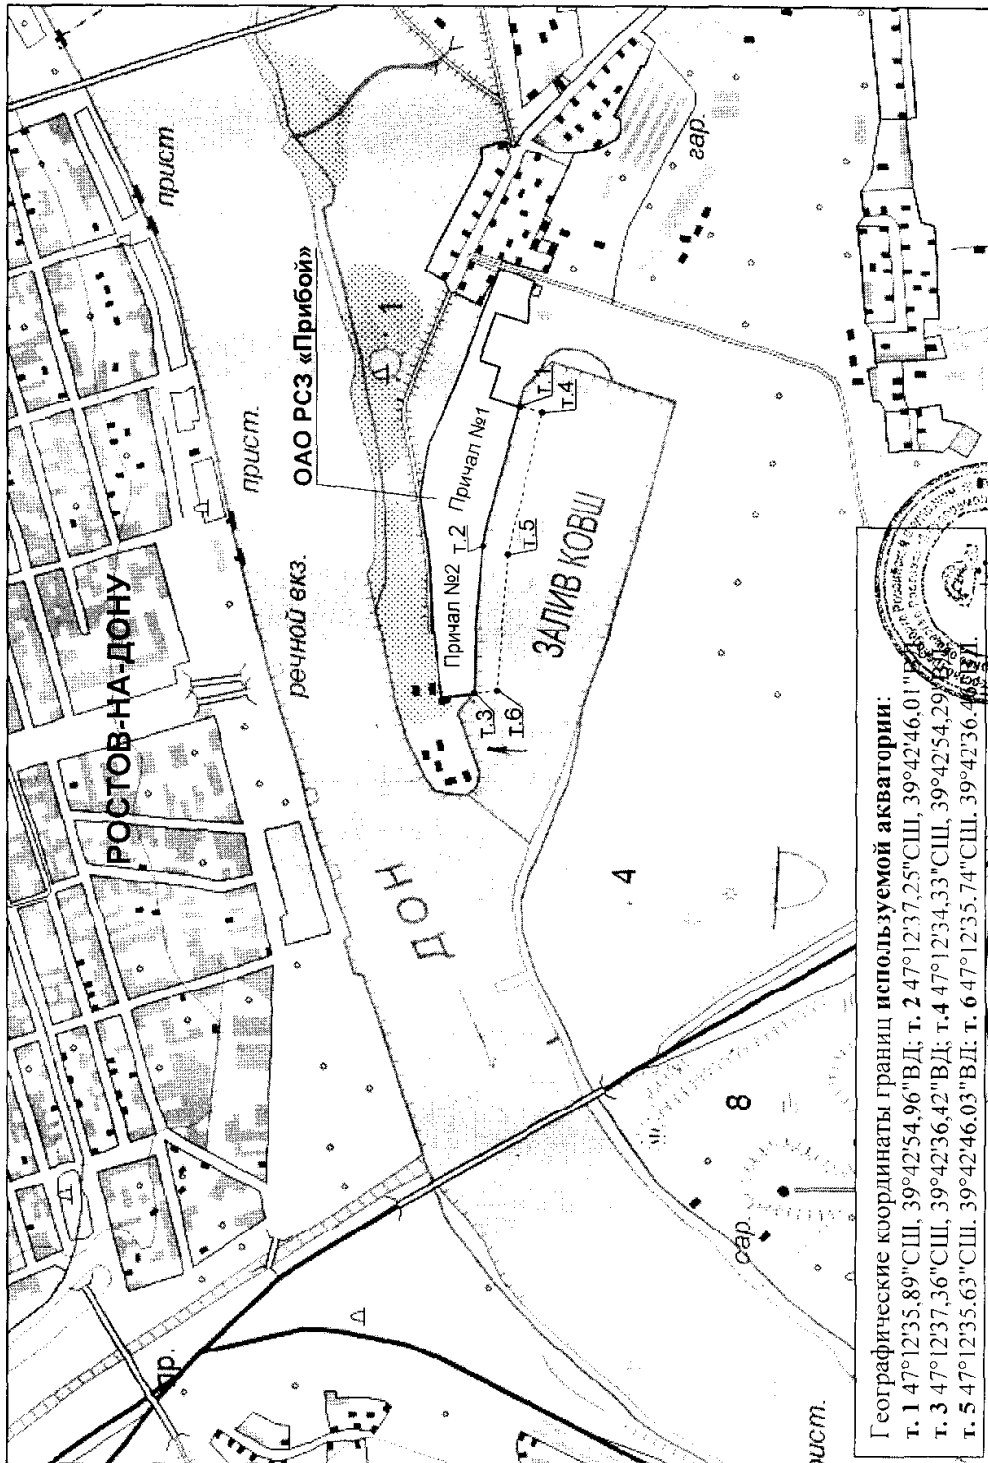 РОСТОВ-НА-ДОНУ
прист
прист.
речной вкз.
ОАО РСЗ «Прибой»
1
гар.
Причал №2 т.2 Причал №1
т.1
т.4
т.5
т.3
т.6
ЗАЛИВ КОВШ
ДОН
4
8
пр.
сар
Географические координаты границ используемой акватории:
т. 1 47°12'35,89"СШ, 39°42'54,96"ВД; т. 2 47°12'37,25"СШ, 39°42'46,01"
т. 3 47°12'37,36"СШ, 39°42'36,42"ВД; т.4 47°12'34,33"СШ, 39°42'54,29"
т. 5 47°12'35.63"СШ. 39°42'46.03"ВД; т. 6 47°12'35.74"СШ. 39°42'36.4